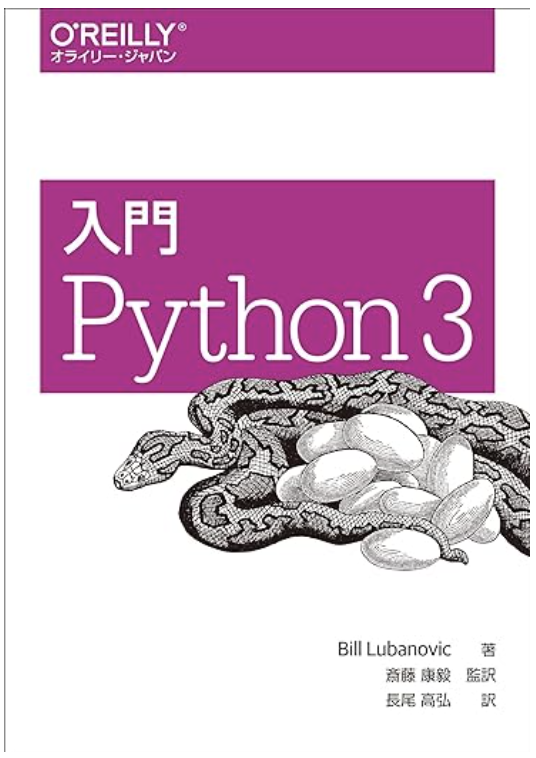 O'REILLY®
オライリー・ジャパン
入門
Python 3
Bill Lubanovic 著
斎藤 康毅 監訳
長尾 高弘 訳